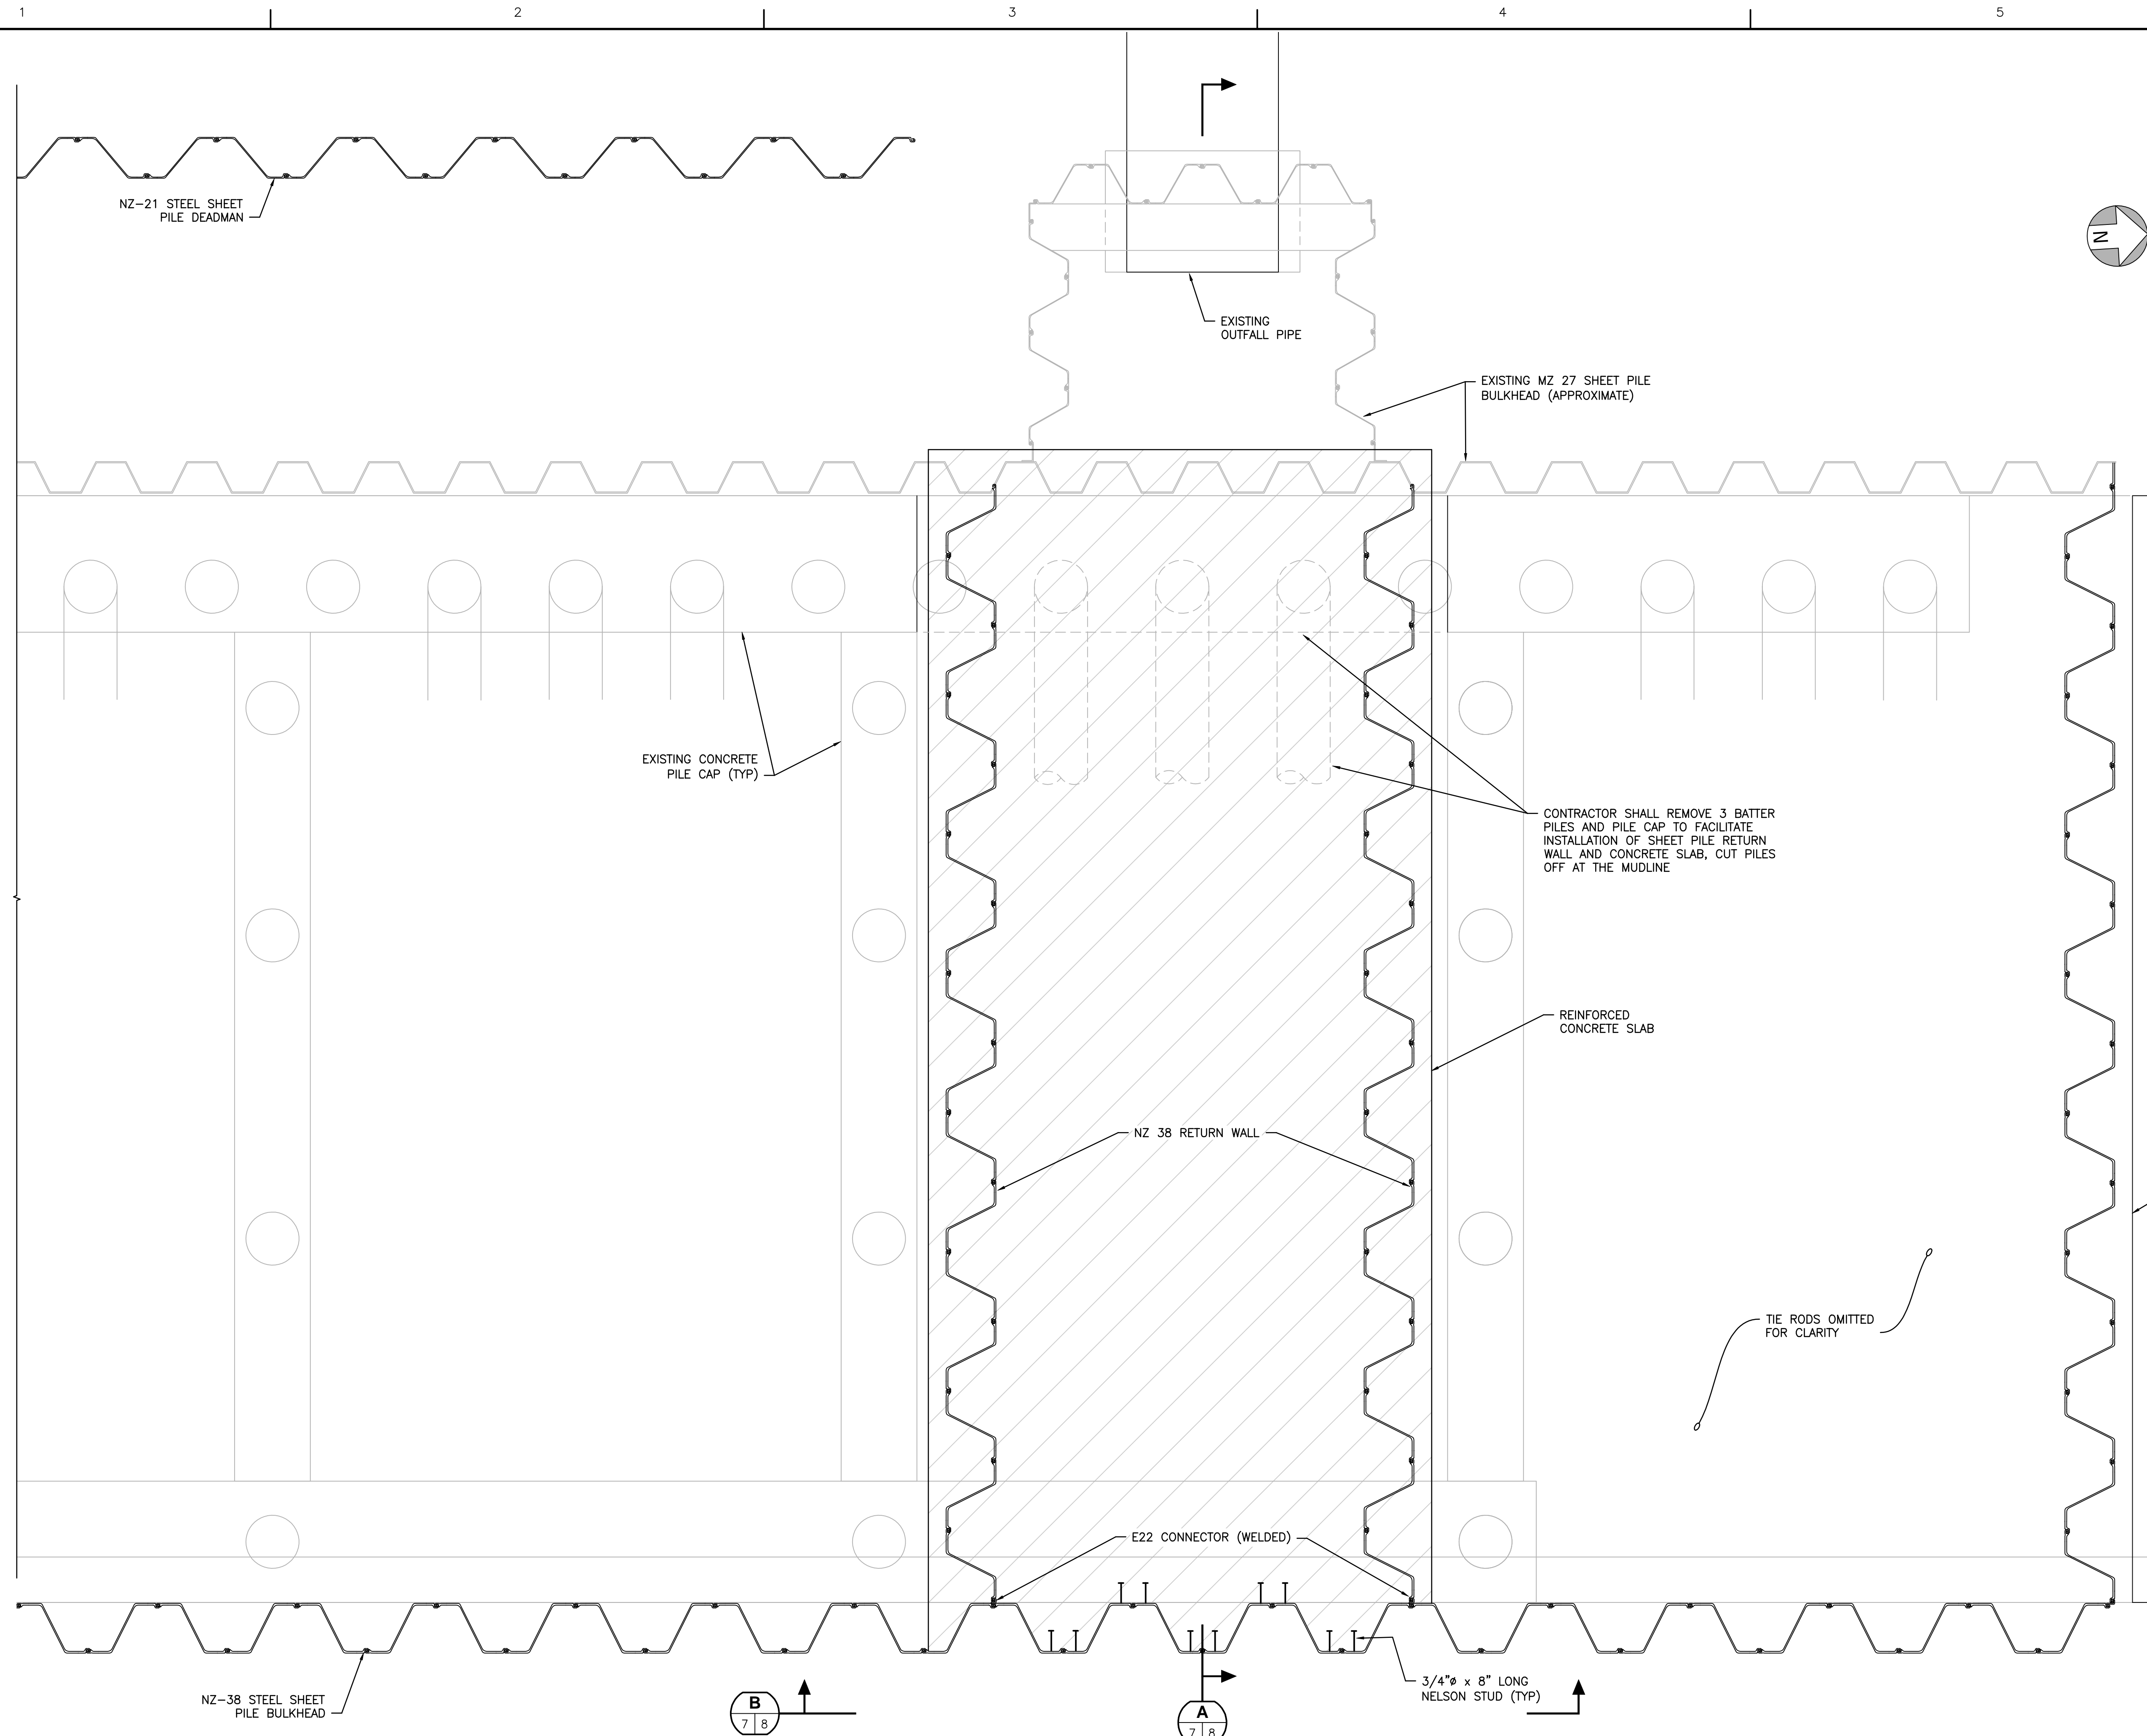 1 2 3 4 5
NZ-21 STEEL SHEET
PILE DEADMAN
N
EXISTING
OUTFALL PIPE
EXISTING MZ 27 SHEET PILE
BULKHEAD (APPROXIMATE)
EXISTING CONCRETE
PILE CAP (TYP)
CONTRACTOR SHALL REMOVE 3 BATTER
PILES AND PILE CAP TO FACILITATE
INSTALLATION OF SHEET PILE RETURN
WALL AND CONCRETE SLAB, CUT PILES
OFF AT THE MUDLINE
REINFORCED
CONCRETE SLAB
NZ 38 RETURN WALL
TIE RODS OMITTED
FOR CLARITY
E22 CONNECTOR (WELDED)
3/4"ø x 8" LONG
NELSON STUD (TYP)
NZ-38 STEEL SHEET
PILE BULKHEAD
B
7 8
A
7 8